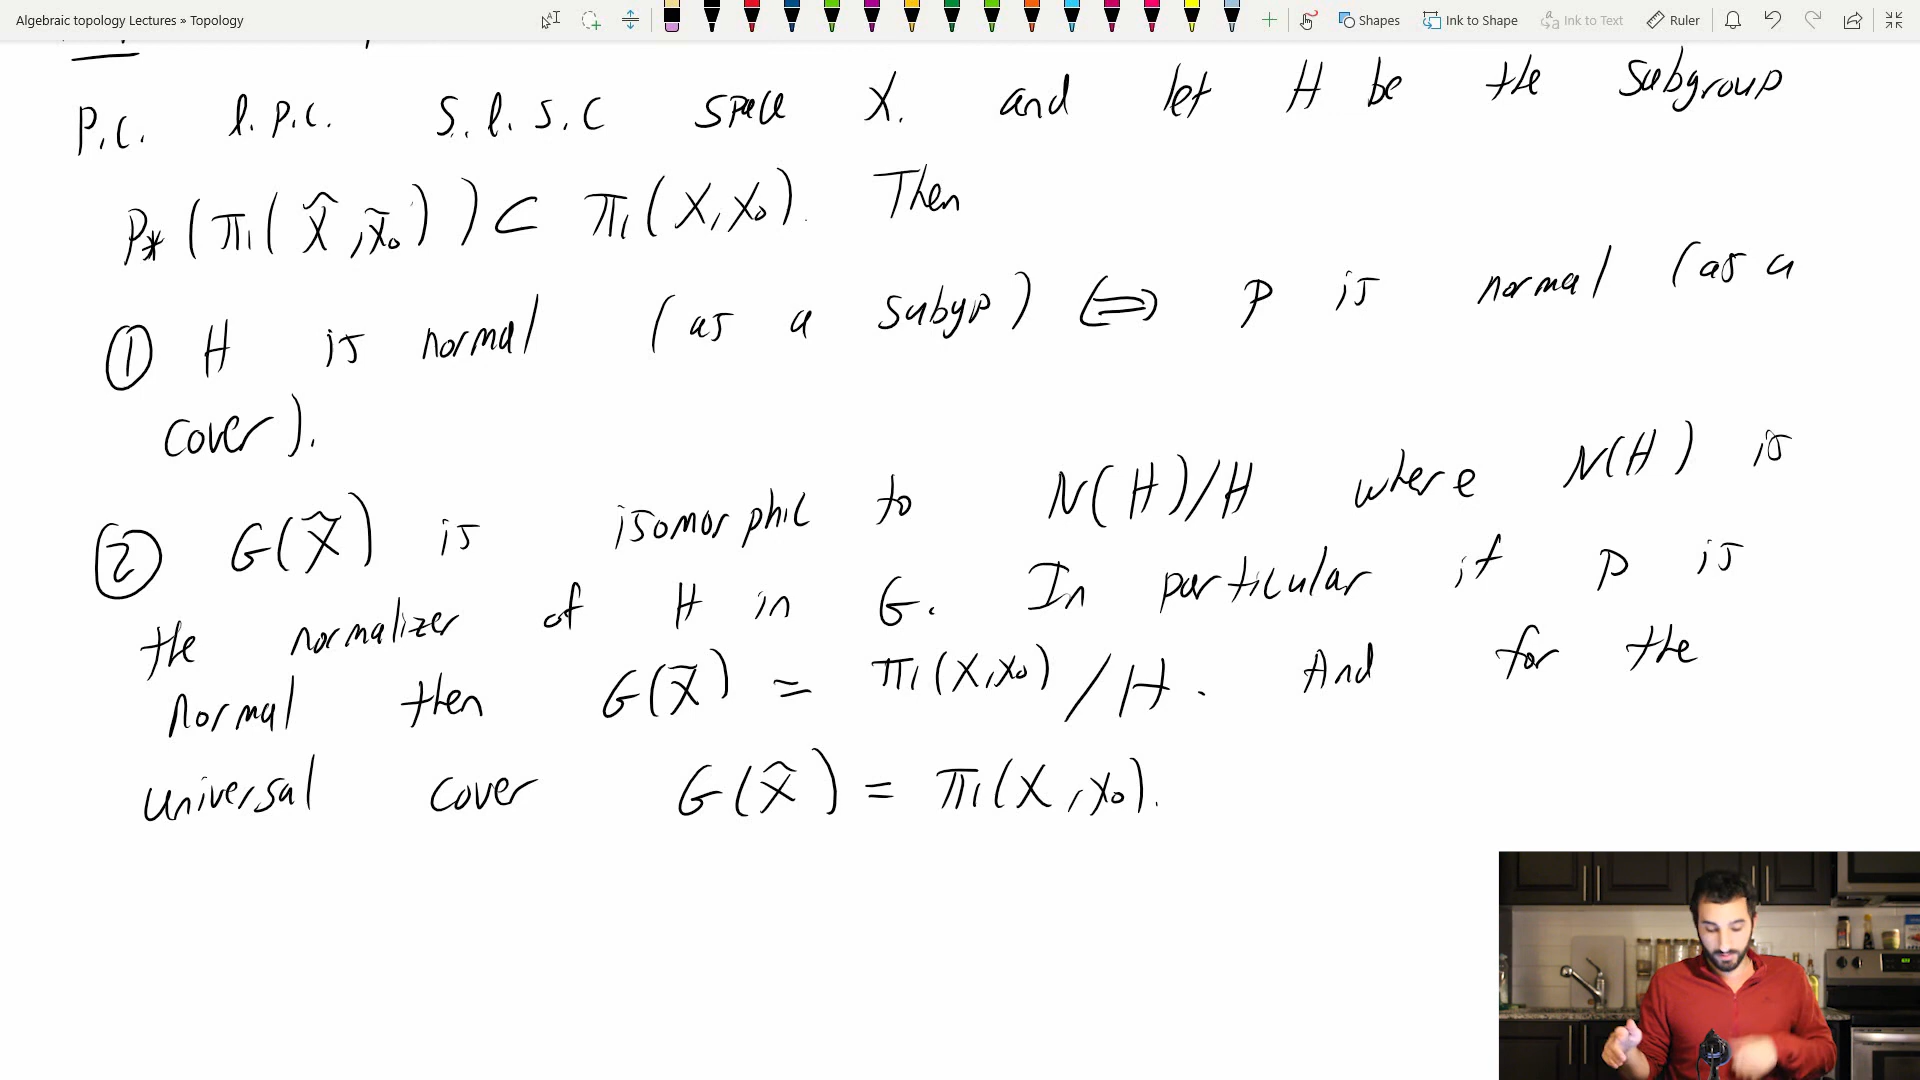 Algebraic topology Lectures » Topology
Shapes Ink to Shape Ink to Text Ruler
P.c. l.p.c. S.l.s.c space X. and let H be the subgroup
P* (π1(X̃, x̃0)) ⊂ π1(X, x0). Then
① H is normal (as a subgp) ⟺ p is normal (as a
cover).
② G(X̃) is isomorphic to N(H)/H where N(H) is
the normalizer of H in G. In particular if p is
normal then G(X̃) = π1(X,x0)/H. And for the
universal cover G(X̃) = π1(X, x0).